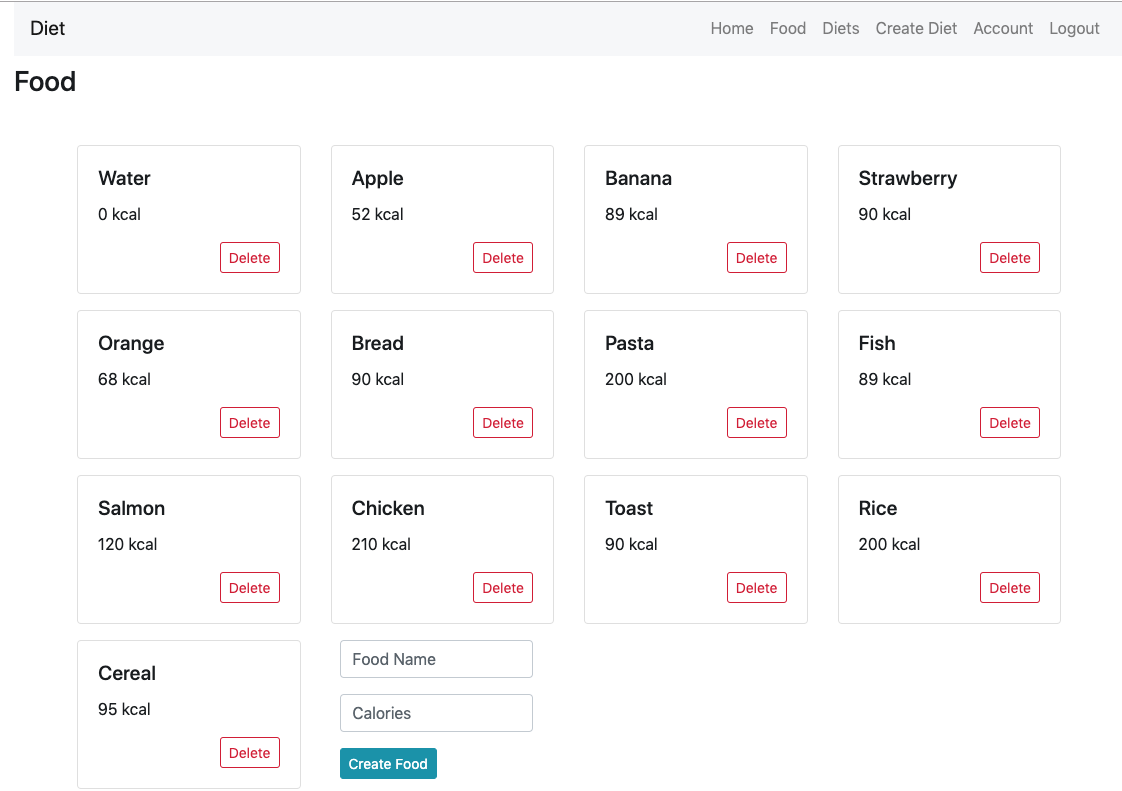 Diet
Home Food Diets Create Diet Account Logout
Food
Water
0 kcal
Delete
Apple
52 kcal
Delete
Banana
89 kcal
Delete
Strawberry
90 kcal
Delete
Orange
68 kcal
Delete
Bread
90 kcal
Delete
Pasta
200 kcal
Delete
Fish
89 kcal
Delete
Salmon
120 kcal
Delete
Chicken
210 kcal
Delete
Toast
90 kcal
Delete
Rice
200 kcal
Delete
Cereal
95 kcal
Delete
Food Name
Calories
Create Food